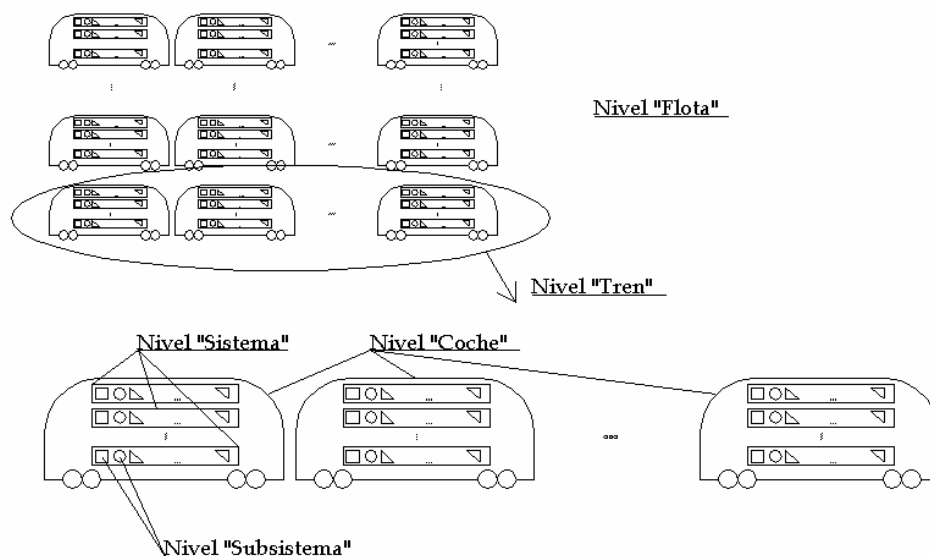 Nivel "Flota"
Nivel "Tren"
Nivel "Sistema"
Nivel "Coche"
Nivel "Subsistema"